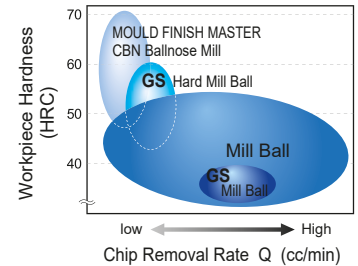 70
60
50
40
Workpiece Hardness
(HRC)
MOULD FINISH MASTER
CBN Ballnose Mill
GS Hard Mill Ball
Mill Ball
GS
Mill Ball
low
High
Chip Removal Rate Q (cc/min)